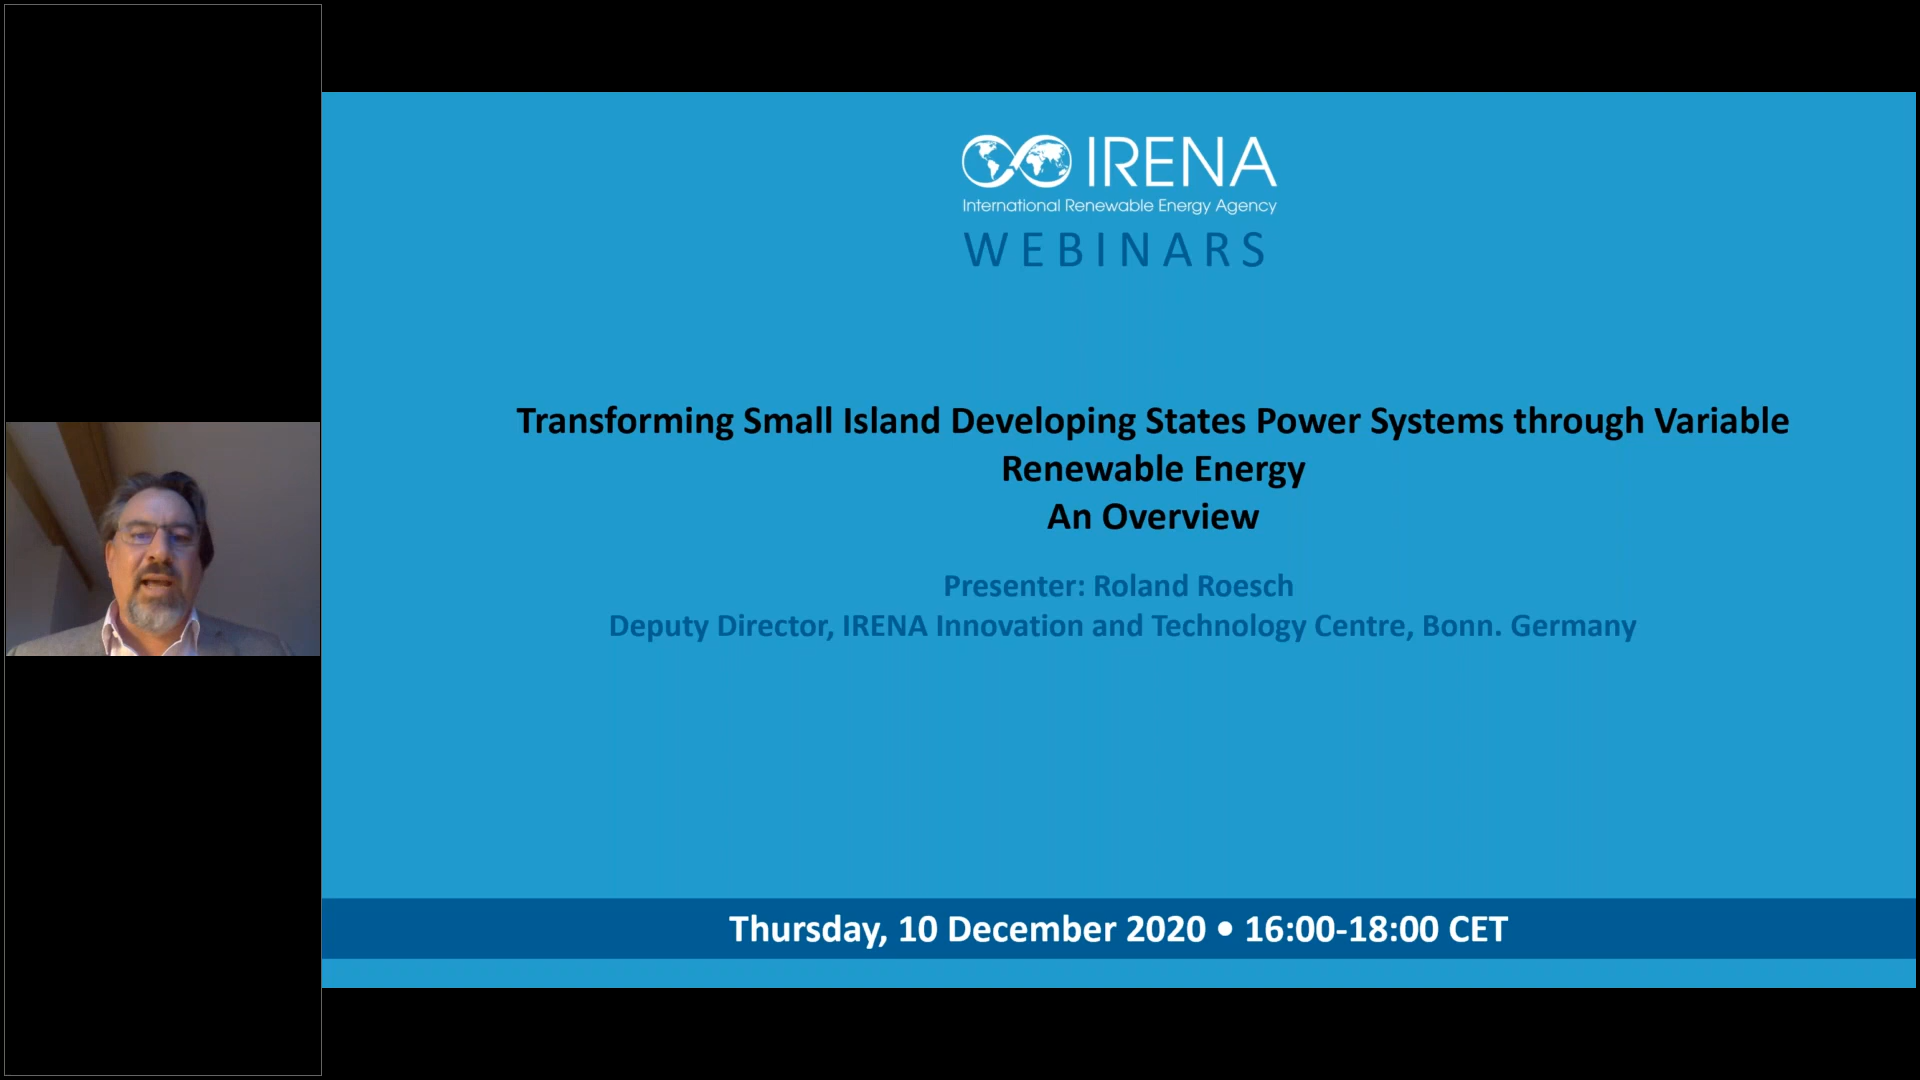 IRENA
International Renewable Energy Agency
WEBINARS
Transforming Small Island Developing States Power Systems through Variable
Renewable Energy
An Overview
Presenter: Roland Roesch
Deputy Director, IRENA Innovation and Technology Centre, Bonn. Germany
Thursday, 10 December 2020 • 16:00-18:00 CET